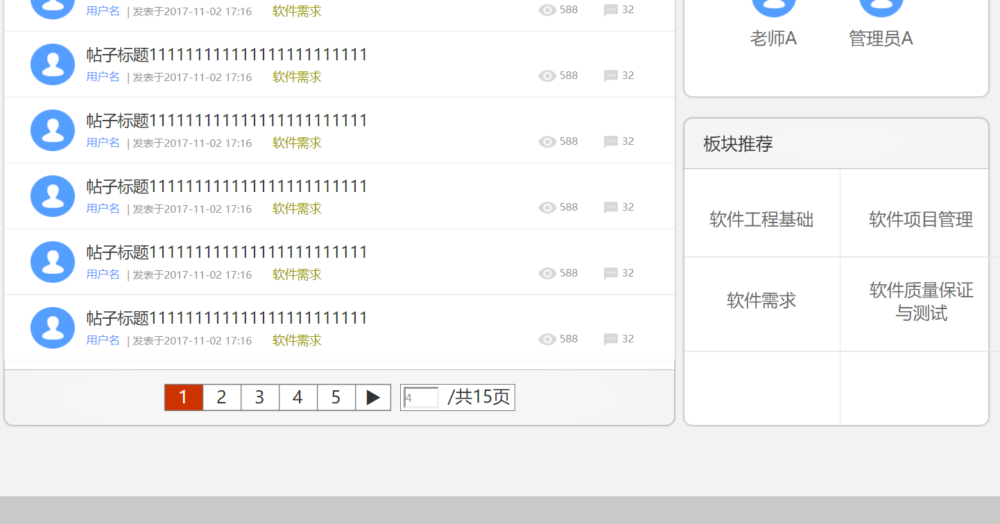 用户名 | 发表于2017-11-02 17:16 软件需求 588 32
帖子标题111111111111111111111111
用户名 | 发表于2017-11-02 17:16 软件需求 588 32
帖子标题111111111111111111111111
用户名 | 发表于2017-11-02 17:16 软件需求 588 32
帖子标题111111111111111111111111
用户名 | 发表于2017-11-02 17:16 软件需求 588 32
帖子标题111111111111111111111111
用户名 | 发表于2017-11-02 17:16 软件需求 588 32
帖子标题111111111111111111111111
用户名 | 发表于2017-11-02 17:16 软件需求 588 32
1 2 3 4 5 ▶ 4 /共15页
老师A 管理员A
板块推荐
软件工程基础 软件项目管理
软件需求 软件质量保证
与测试